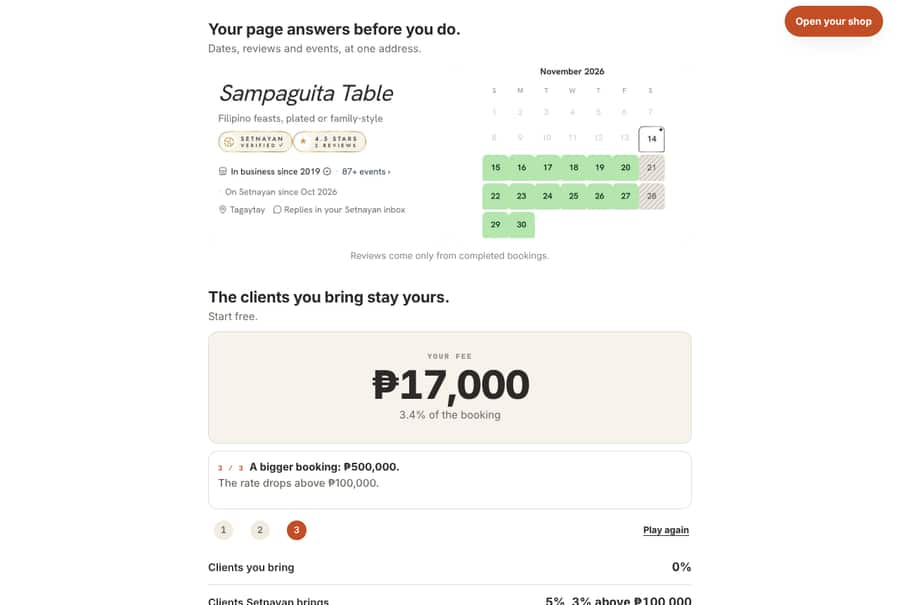 Open your shop
Your page answers before you do.
Dates, reviews and events, at one address.
Sampaguita Table
Filipino feasts, plated or family-style
SETNAYAN VERIFIED ✓
★ 4.5 STARS 2 REVIEWS
In business since 2019 · 87+ events ›
· On Setnayan since Oct 2026
Tagaytay Replies in your Setnayan inbox
November 2026
S M T W T F S
1 2 3 4 5 6 7
8 9 10 11 12 13 14
15 16 17 18 19 20 21
22 23 24 25 26 27 28
29 30
Reviews come only from completed bookings.
The clients you bring stay yours.
Start free.
YOUR FEE
₱17,000
3.4% of the booking
3 / 3 A bigger booking: ₱500,000.
The rate drops above ₱100,000.
1 2 3
Play again
Clients you bring 0%
Clients Setnayan brings 5%, 3% above ₱100,000